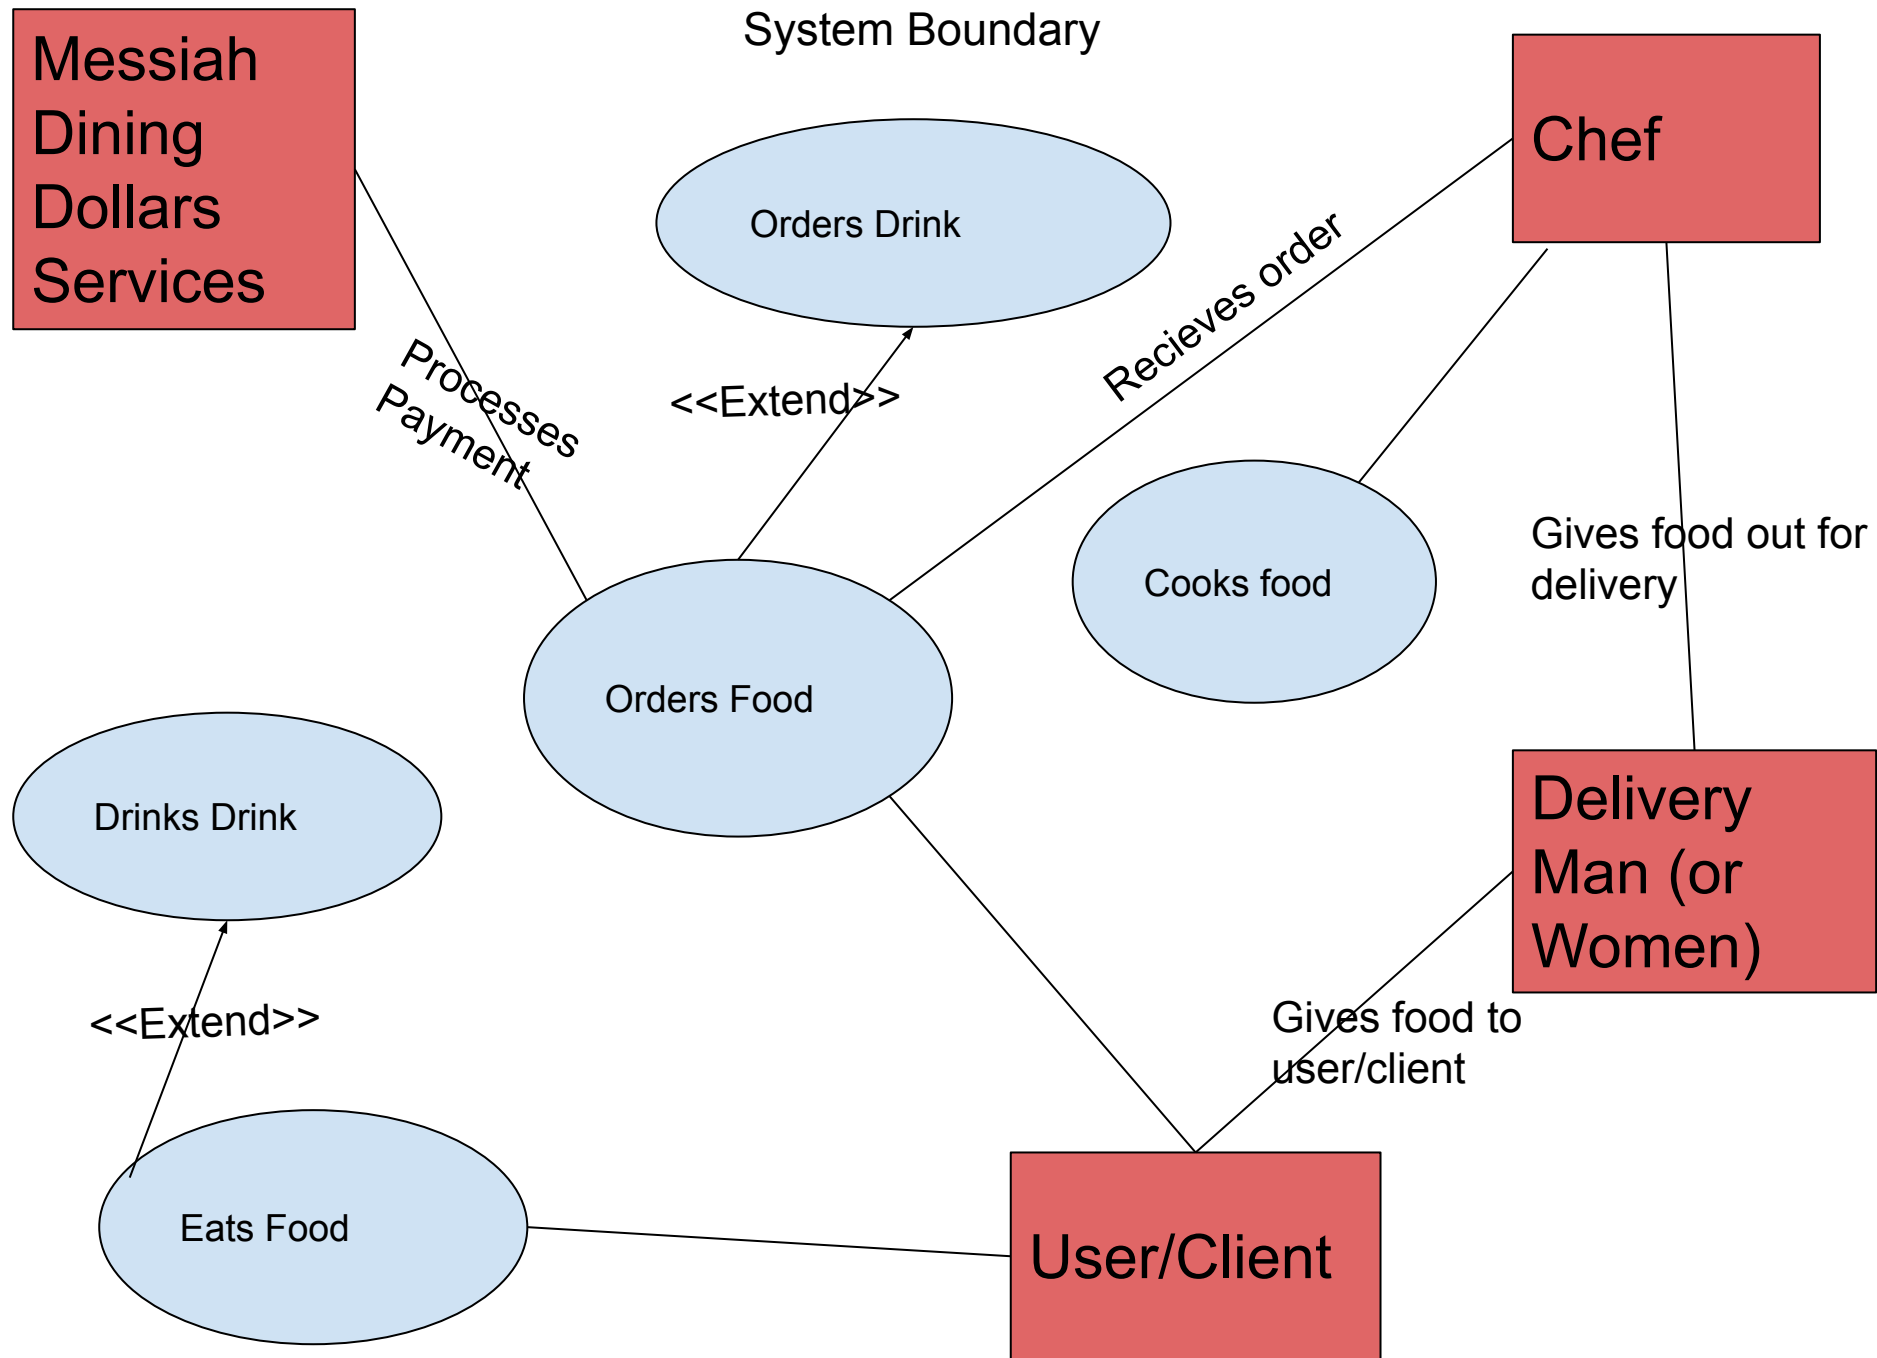 System Boundary
Messiah
Dining
Dollars
Services
Chef
Orders Drink
Recieves order
Processes
Payment
<<Extend>>
Gives food out for
delivery
Cooks food
Orders Food
Drinks Drink
Delivery
Man (or
Women)
<<Extend>>
Gives food to
user/client
Eats Food
User/Client